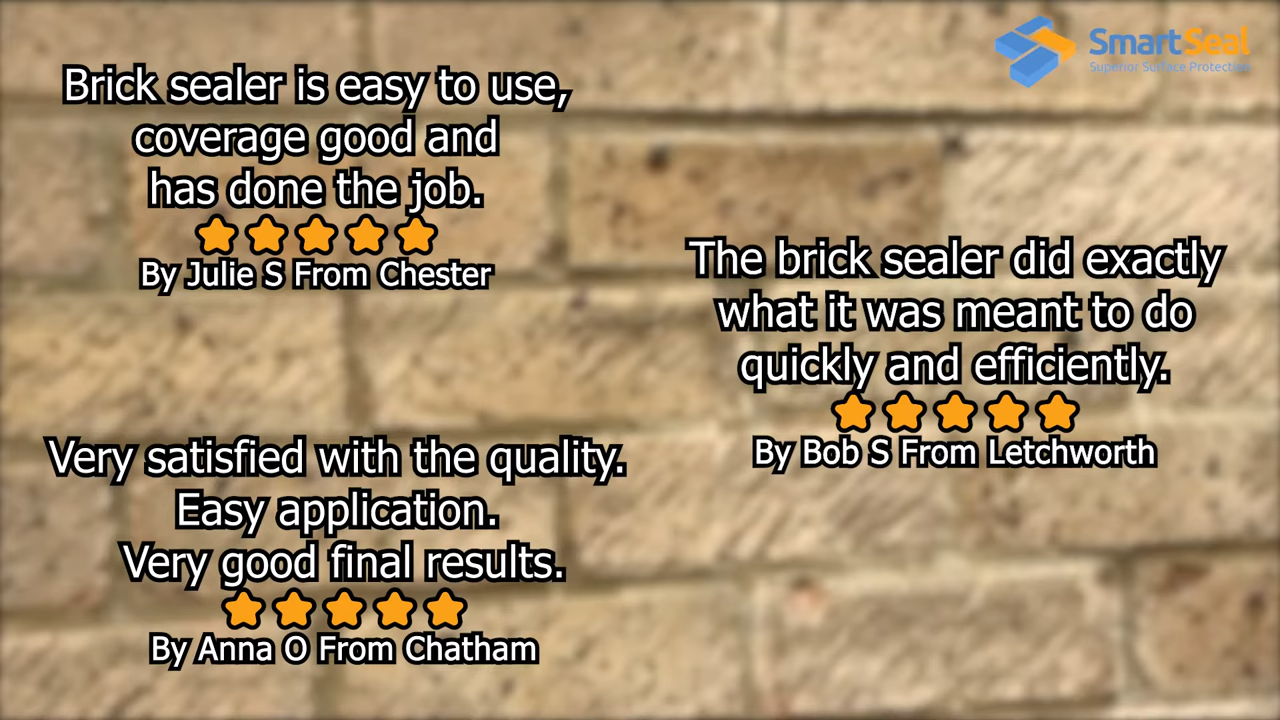 SmartSeal
Superior Surface Protection
Brick sealer is easy to use,
coverage good and
has done the job.
By Julie S From Chester
The brick sealer did exactly
what it was meant to do
quickly and efficiently.
By Bob S From Letchworth
Very satisfied with the quality.
Easy application.
Very good final results.
By Anna O From Chatham